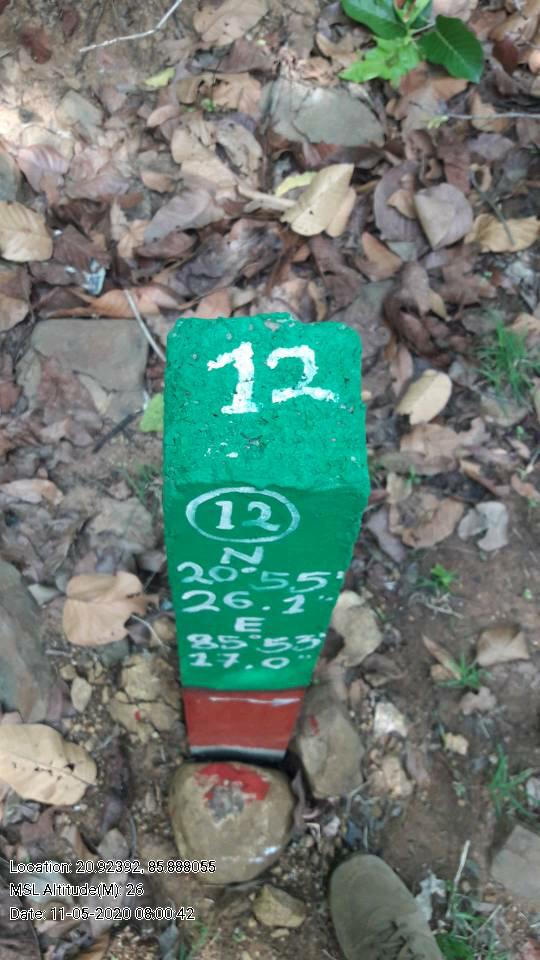 12
12
N
20°55'
26.1"
E
85°53'
17.0"
Location: 20.92392, 85.888055
MSL Altitude(M): 26
Date: 11-05-2020 08:00:42